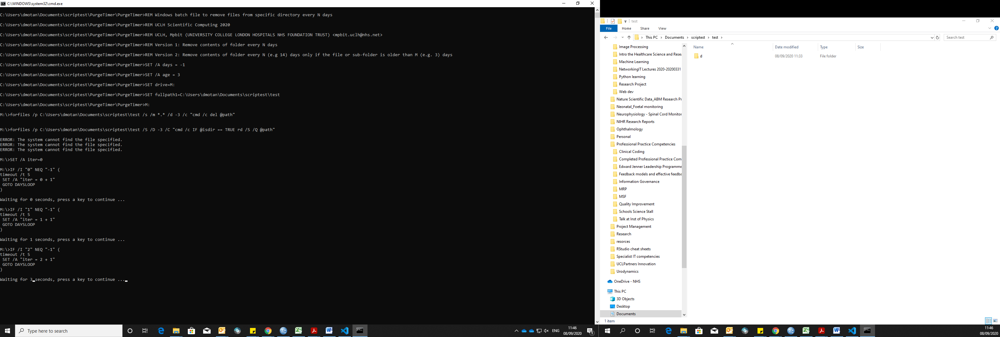 C:\WINDOWS\system32\cmd.exe
C:\Users\dmotan\Documents\scriptest\PurgeTimer\PurgeTimer>REM Windows batch file to remove files from specific directory every N days
C:\Users\dmotan\Documents\scriptest\PurgeTimer\PurgeTimer>REM UCLH Scientific Computing 2020
C:\Users\dmotan\Documents\scriptest\PurgeTimer\PurgeTimer>REM UCLH, Mpbit (UNIVERSITY COLLEGE LONDON HOSPITALS NHS FOUNDATION TRUST) <mpbit.uclh@nhs.net>
C:\Users\dmotan\Documents\scriptest\PurgeTimer\PurgeTimer>REM Version 1: Remove contents of folder every N days
C:\Users\dmotan\Documents\scriptest\PurgeTimer\PurgeTimer>REM Version 2: Remove contents of folder every N (e.g 14) days only if the file or sub-folder is older than M (e.g. 3) days
C:\Users\dmotan\Documents\scriptest\PurgeTimer\PurgeTimer>SET /A days = -1
C:\Users\dmotan\Documents\scriptest\PurgeTimer\PurgeTimer>SET /A age = 3
C:\Users\dmotan\Documents\scriptest\PurgeTimer\PurgeTimer>SET drive=M:
C:\Users\dmotan\Documents\scriptest\PurgeTimer\PurgeTimer>SET fullpath1=C:\Users\dmotan\Documents\scriptest\test
C:\Users\dmotan\Documents\scriptest\PurgeTimer\PurgeTimer>M:
M:\>forfiles /p C:\Users\dmotan\Documents\scriptest\test /s /m *.* /d -3 /c "cmd /c del @path"
M:\>forfiles /p C:\Users\dmotan\Documents\scriptest\test /S /D -3 /C "cmd /c IF @isdir == TRUE rd /S /Q @path"
ERROR: The system cannot find the file specified.
ERROR: The system cannot find the file specified.
ERROR: The system cannot find the file specified.
M:\>SET /A iter=0
M:\>IF /I "0" NEQ "-1" (
timeout /t 5
SET /A "iter = 0 + 1"
GOTO DAYSLOOP
)
Waiting for 0 seconds, press a key to continue ...
M:\>IF /I "1" NEQ "-1" (
timeout /t 5
SET /A "iter = 1 + 1"
GOTO DAYSLOOP
)
Waiting for 1 seconds, press a key to continue ...
M:\>IF /I "2" NEQ "-1" (
timeout /t 5
SET /A "iter = 2 + 1"
GOTO DAYSLOOP
)
Waiting for 3 seconds, press a key to continue ...
Type here to search
ENG
11:46
08/09/2020
1
test
File Home Share View
This PC > Documents > scriptest > test >
Search test
Image Processing
Intro the Healthcare Science and Resea
Machine Learning
NetworkingIT Lectures 2020-20200331
Python learning
Research Project
Web dev
Nature Scientific Data_ABM Research Pr
Neonatal_Foetal monitoring
Neurophysiology - Spinal Cord Monitor
NIHR Research Reports
Ophthalmology
Personal
Professional Practice Competencies
Clinical Coding
Completed Professional Practice Com
Edward Jenner Leadership Programme
Feedback models and effective feedba
Information Governance
MRP
MSF
Quality Improvement
Schools Science Stall
Talk at Inst of Physics
Project Management
Research
resorces
RStudio cheat sheets
Specialist IT competencies
UCLPartners Innovation
Urodynamics
OneDrive - NHS
This PC
3D Objects
Desktop
Documents
Name Date modified Type Size
d 08/09/2020 11:33 File folder
1 item
11:46
08/09/2020